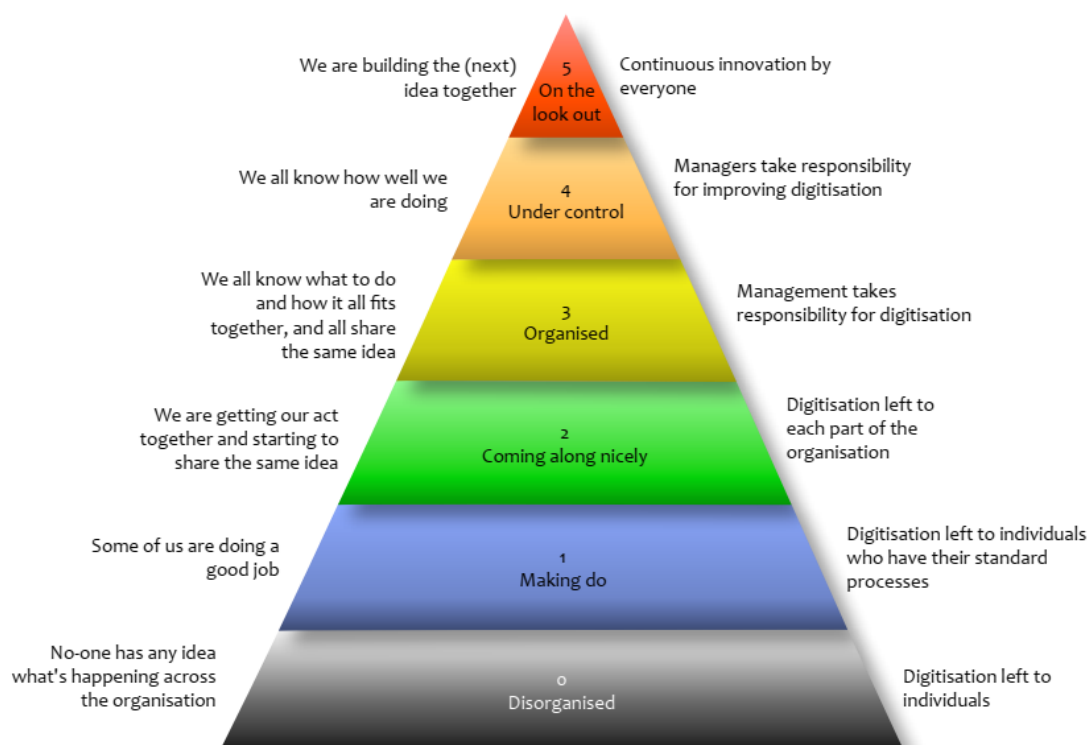 We are building the (next)
idea together
5
On the
look out
Continuous innovation by
everyone
We all know how well we
are doing
4
Under control
Managers take responsibility
for improving digitisation
We all know what to do
and how it all fits
together, and all share
the same idea
3
Organised
Management takes
responsibility for digitisation
We are getting our act
together and starting to
share the same idea
2
Coming along nicely
Digitisation left to
each part of the
organisation
Some of us are doing a
good job
1
Making do
Digitisation left to individuals
who have their standard
processes
No-one has any idea
what's happening across
the organisation
0
Disorganised
Digitisation left to
individuals